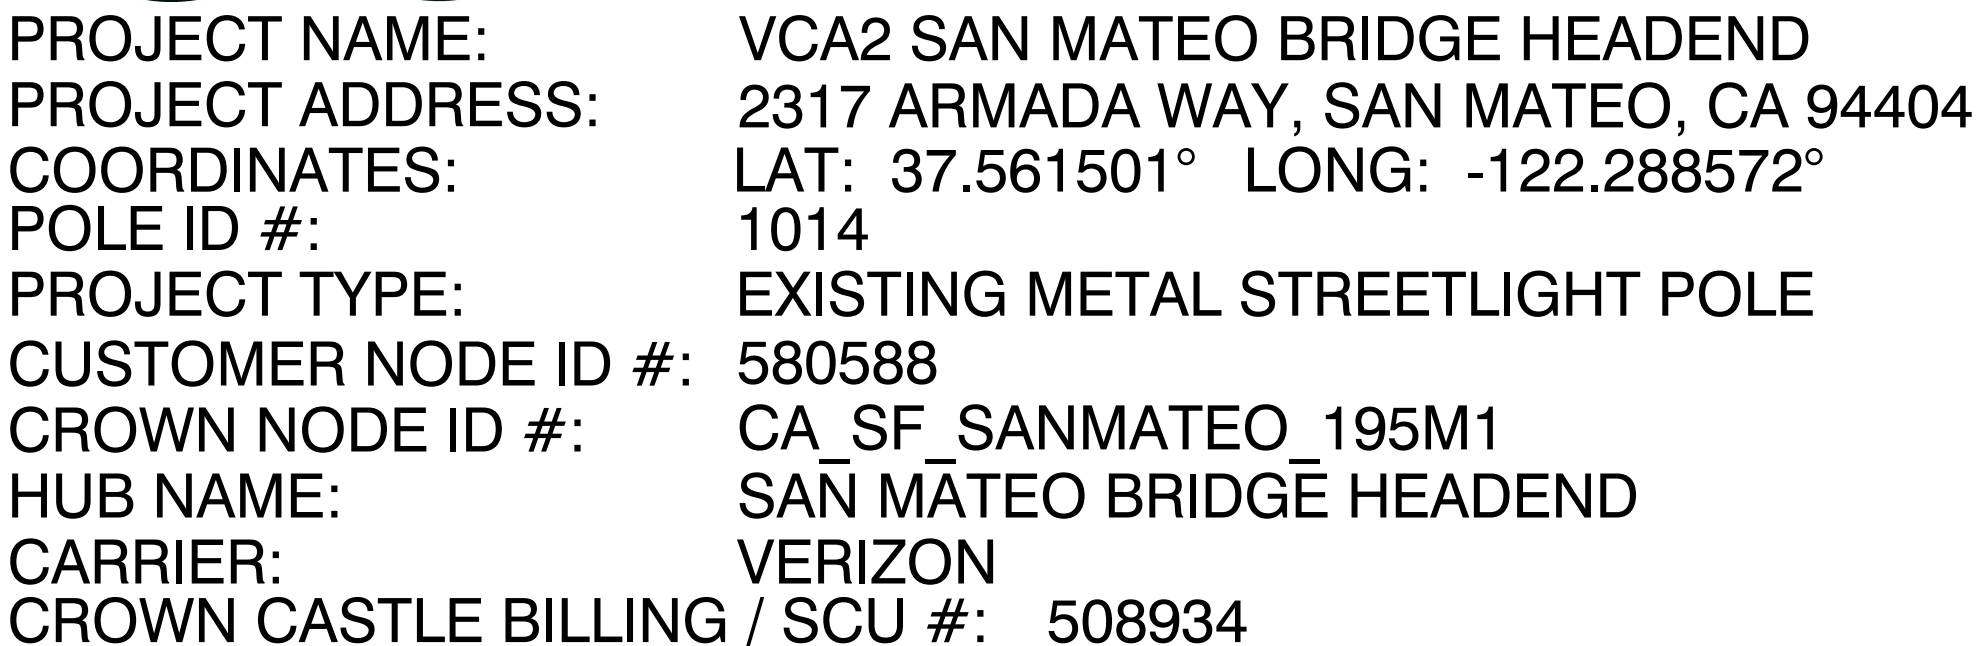 PROJECT NAME: VCA2 SAN MATEO BRIDGE HEADEND
PROJECT ADDRESS: 2317 ARMADA WAY, SAN MATEO, CA 94404
COORDINATES: LAT: 37.561501° LONG: -122.288572°
POLE ID #: 1014
PROJECT TYPE: EXISTING METAL STREETLIGHT POLE
CUSTOMER NODE ID #: 580588
CROWN NODE ID #: CA_SF_SANMATEO_195M1
HUB NAME: SAN MATEO BRIDGE HEADEND
CARRIER: VERIZON
CROWN CASTLE BILLING / SCU #: 508934